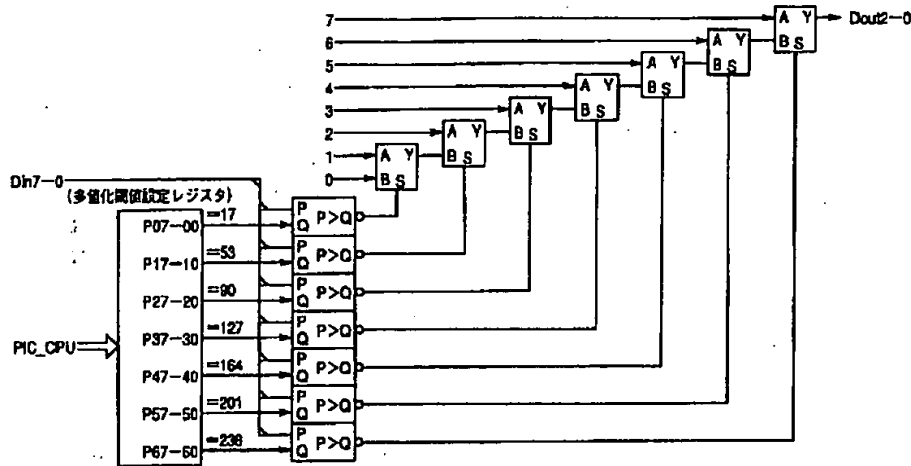 7 A Y Dout2-0
6 A Y B S
5 A Y B S
4 A Y B S
3 A Y B S
2 A Y B S
1 A Y B S
0 B S
Din7-0
(多値化閾値設定レジスタ)
P07-00 =17 P Q P>Q
P17-10 =53 P Q P>Q
P27-20 =90 P Q P>Q
P37-30 =127 P Q P>Q
PIC_CPU
P47-40 =164 P Q P>Q
P57-50 =201 P Q P>Q
P67-60 =238 P Q P>Q